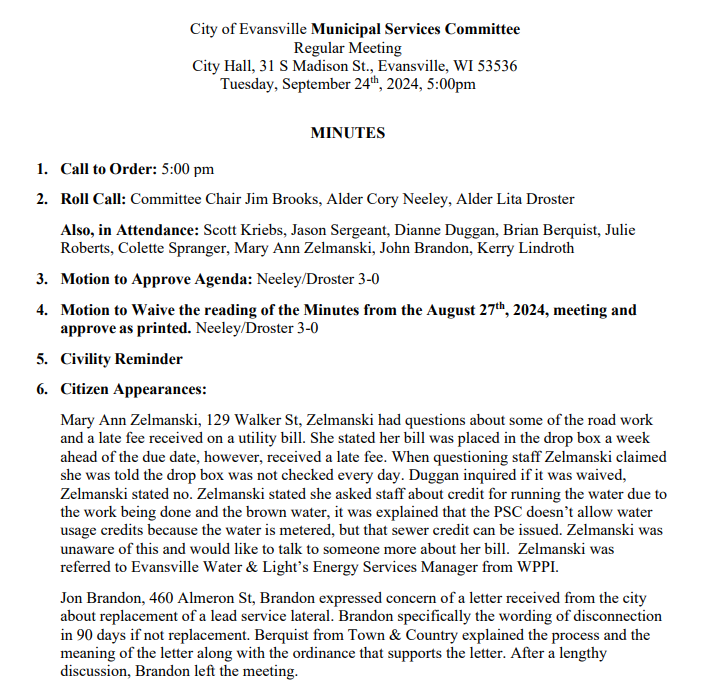 City of Evansville Municipal Services Committee
Regular Meeting
City Hall, 31 S Madison St., Evansville, WI 53536
Tuesday, September 24th, 2024, 5:00pm
MINUTES
1. Call to Order: 5:00 pm
2. Roll Call: Committee Chair Jim Brooks, Alder Cory Neeley, Alder Lita Droster
Also, in Attendance: Scott Kriebs, Jason Sergeant, Dianne Duggan, Brian Berquist, Julie
Roberts, Colette Spranger, Mary Ann Zelmanski, John Brandon, Kerry Lindroth
3. Motion to Approve Agenda: Neeley/Droster 3-0
4. Motion to Waive the reading of the Minutes from the August 27th, 2024, meeting and
approve as printed. Neeley/Droster 3-0
5. Civility Reminder
6. Citizen Appearances:
Mary Ann Zelmanski, 129 Walker St, Zelmanski had questions about some of the road work
and a late fee received on a utility bill. She stated her bill was placed in the drop box a week
ahead of the due date, however, received a late fee. When questioning staff Zelmanski claimed
she was told the drop box was not checked every day. Duggan inquired if it was waived,
Zelmanski stated no. Zelmanski stated she asked staff about credit for running the water due to
the work being done and the brown water, it was explained that the PSC doesn’t allow water
usage credits because the water is metered, but that sewer credit can be issued. Zelmanski was
unaware of this and would like to talk to someone more about her bill. Zelmanski was
referred to Evansville Water & Light’s Energy Services Manager from WPPI.
Jon Brandon, 460 Almeron St, Brandon expressed concern of a letter received from the city
about replacement of a lead service lateral. Brandon specifically the wording of disconnection
in 90 days if not replacement. Berquist from Town & Country explained the process and the
meaning of the letter along with the ordinance that supports the letter. After a lengthy
discussion, Brandon left the meeting.